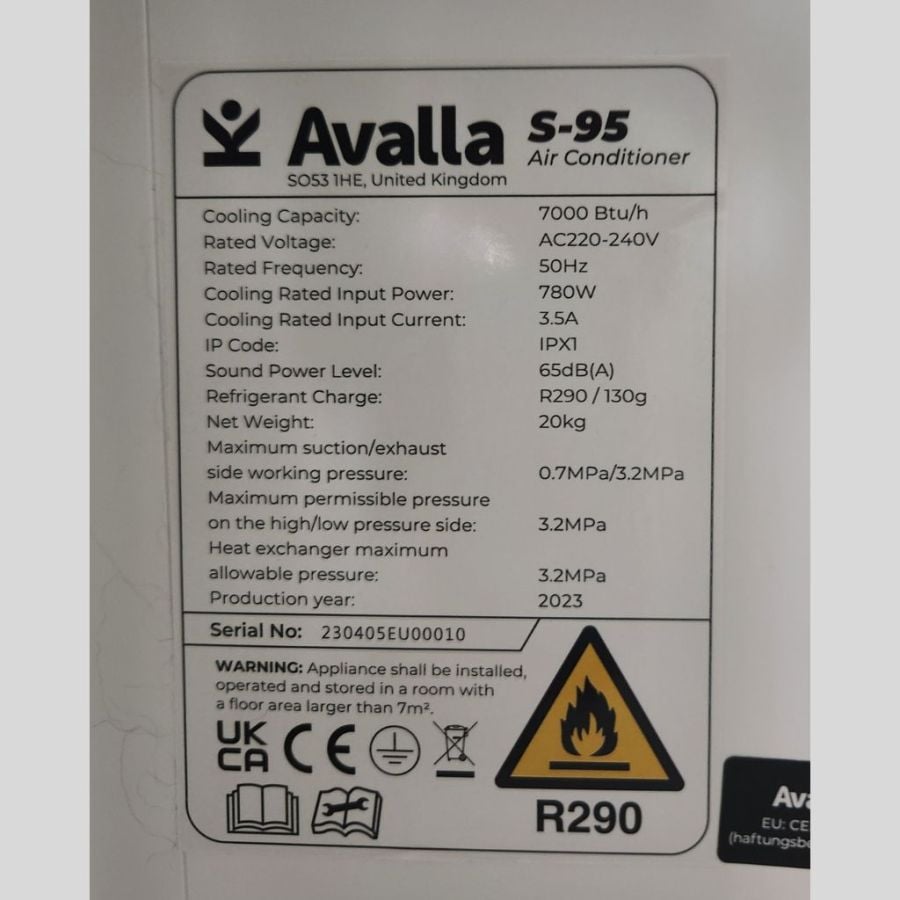 Avalla S-95
Air Conditioner
SO53 1HE, United Kingdom
Cooling Capacity: 7000 Btu/h
Rated Voltage: AC220-240V
Rated Frequency: 50Hz
Cooling Rated Input Power: 780W
Cooling Rated Input Current: 3.5A
IP Code: IPX1
Sound Power Level: 65dB(A)
Refrigerant Charge: R290 / 130g
Net Weight: 20kg
Maximum suction/exhaust
side working pressure: 0.7MPa/3.2MPa
Maximum permissible pressure
on the high/low pressure side: 3.2MPa
Heat exchanger maximum
allowable pressure: 3.2MPa
Production year: 2023
Serial No: 230405EU00010
WARNING: Appliance shall be installed,
operated and stored in a room with
a floor area larger than 7m².
UK
CA CE
R290
EU: CE